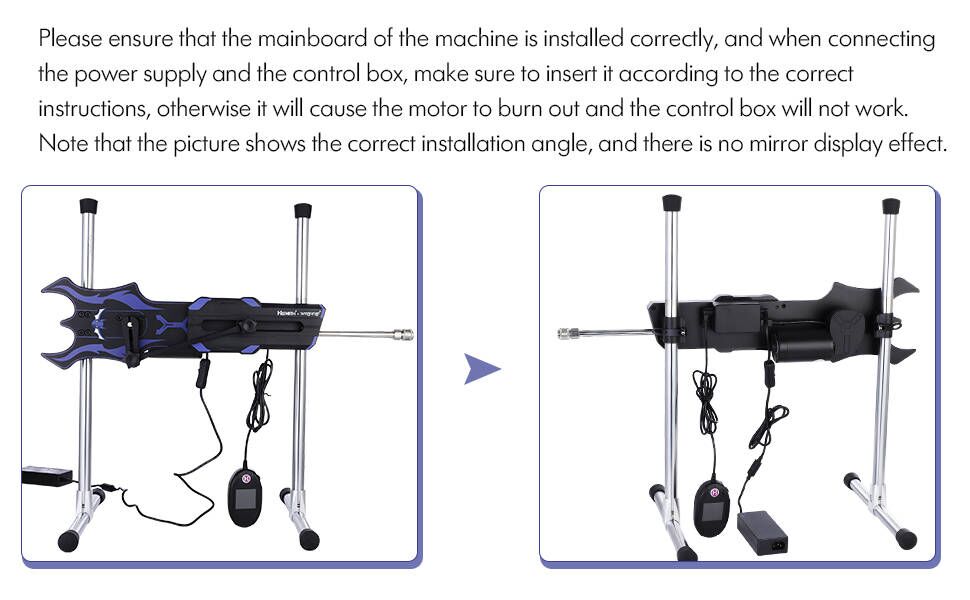 Please ensure that the mainboard of the machine is installed correctly, and when connecting
the power supply and the control box, make sure to insert it according to the correct
instructions, otherwise it will cause the motor to burn out and the control box will not work.
Note that the picture shows the correct installation angle, and there is no mirror display effect.